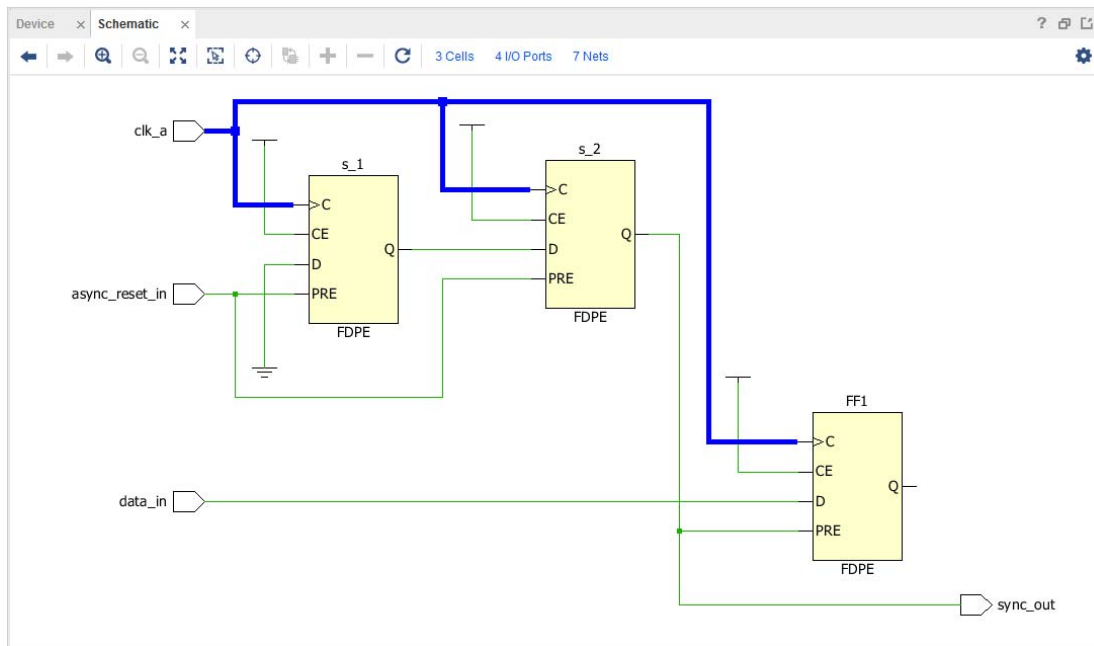 Device × Schematic ×
?
3 Cells 4 I/O Ports 7 Nets
clk_a
s_1
C
CE
D
PRE
Q
FDPE
s_2
C
CE
D
PRE
Q
FDPE
async_reset_in
FF1
C
CE
D
PRE
Q
FDPE
data_in
sync_out